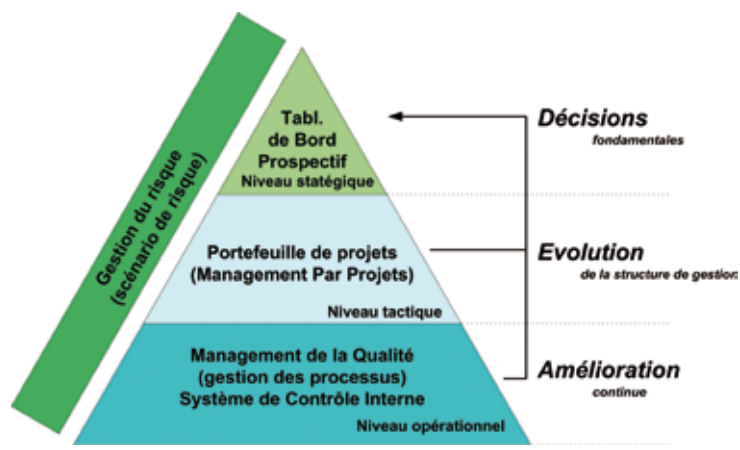 Gestion du risque
(scénario de risque)
Tabl.
de Bord
Prospectif
Niveau statégique
Décisions
fondamentales
Portefeuille de projets
(Management Par Projets)
Niveau tactique
Evolution
de la structure de gestion
Management de la Qualité
(gestion des processus)
Système de Contrôle Interne
Niveau opérationnel
Amélioration
continue